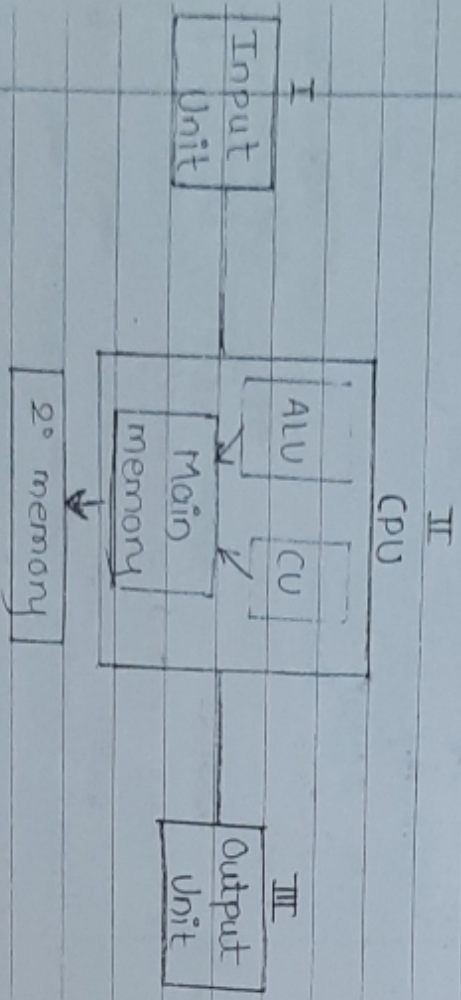 I
Input
Unit
II
CPU
ALU
CU
Main
memory
2° memory
III
Output
Unit